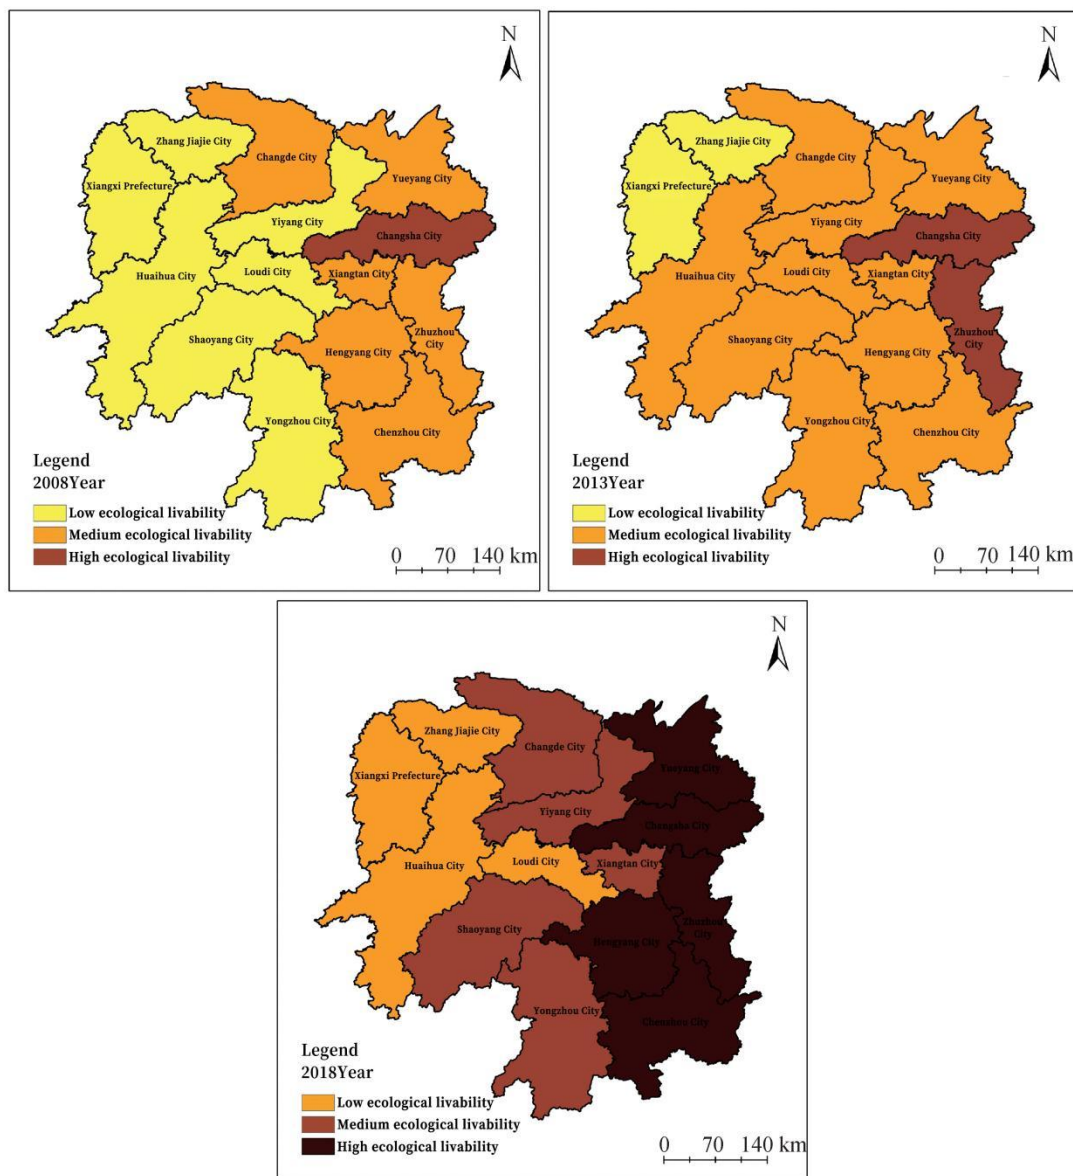 N
Zhang Jiajie City
Changde City
Yueyang City
Xiangxi Prefecture
Yiyang City
Changsha City
Huaihua City
Loudi City
Xiangtan City
Shaoyang City
Hengyang City
Zhuzhou
City
Yongzhou City
Chenzhou City
Legend
2008Year
Low ecological livability
Medium ecological livability
High ecological livability
0 70 140 km
N
Zhang Jiajie City
Changde City
Yueyang City
Xiangxi Prefecture
Yiyang City
Changsha City
Huaihua City
Loudi City
Xiangtan City
Shaoyang City
Hengyang City
Zhuzhou
City
Yongzhou City
Chenzhou City
Legend
2013Year
Low ecological livability
Medium ecological livability
High ecological livability
0 70 140 km
N
Zhang Jiajie City
Changde City
Yueyang City
Xiangxi Prefecture
Yiyang City
Changsha City
Huaihua City
Loudi City
Xiangtan City
Shaoyang City
Hengyang City
Zhuzhou
City
Yongzhou City
Chenzhou City
Legend
2018Year
Low ecological livability
Medium ecological livability
High ecological livability
0 70 140 km